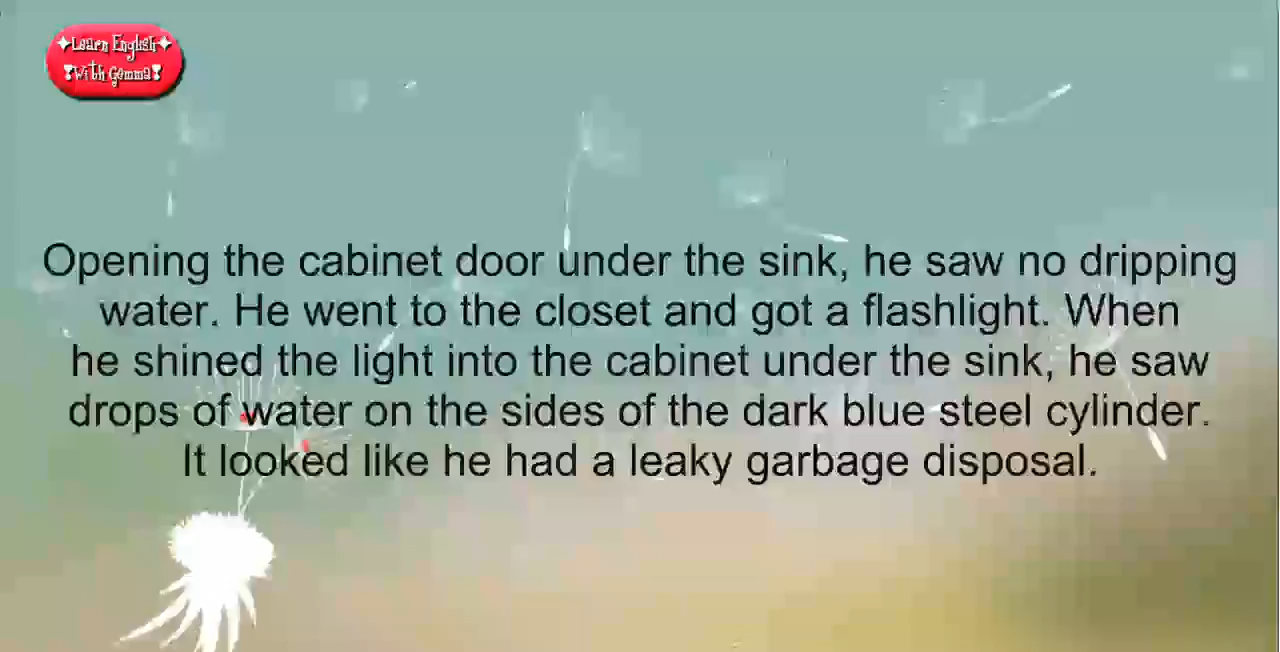 Learn English
With Gemma
Opening the cabinet door under the sink, he saw no dripping
water. He went to the closet and got a flashlight. When
he shined the light into the cabinet under the sink, he saw
drops of water on the sides of the dark blue steel cylinder.
It looked like he had a leaky garbage disposal.